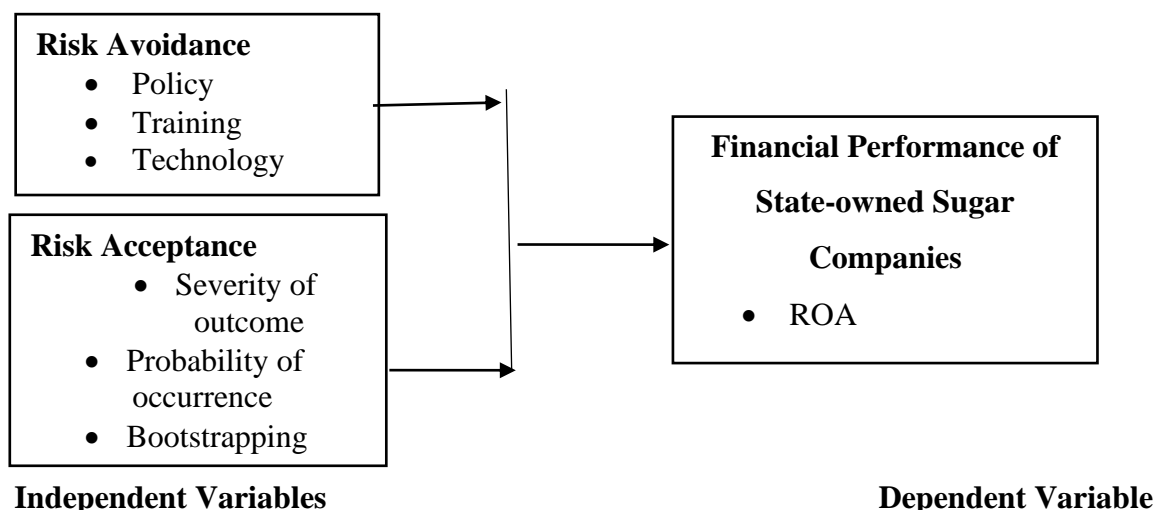 Risk Avoidance
• Policy
• Training
• Technology
Risk Acceptance
• Severity of
outcome
• Probability of
occurrence
• Bootstrapping
Financial Performance of
State-owned Sugar
Companies
• ROA
Independent Variables
Dependent Variable